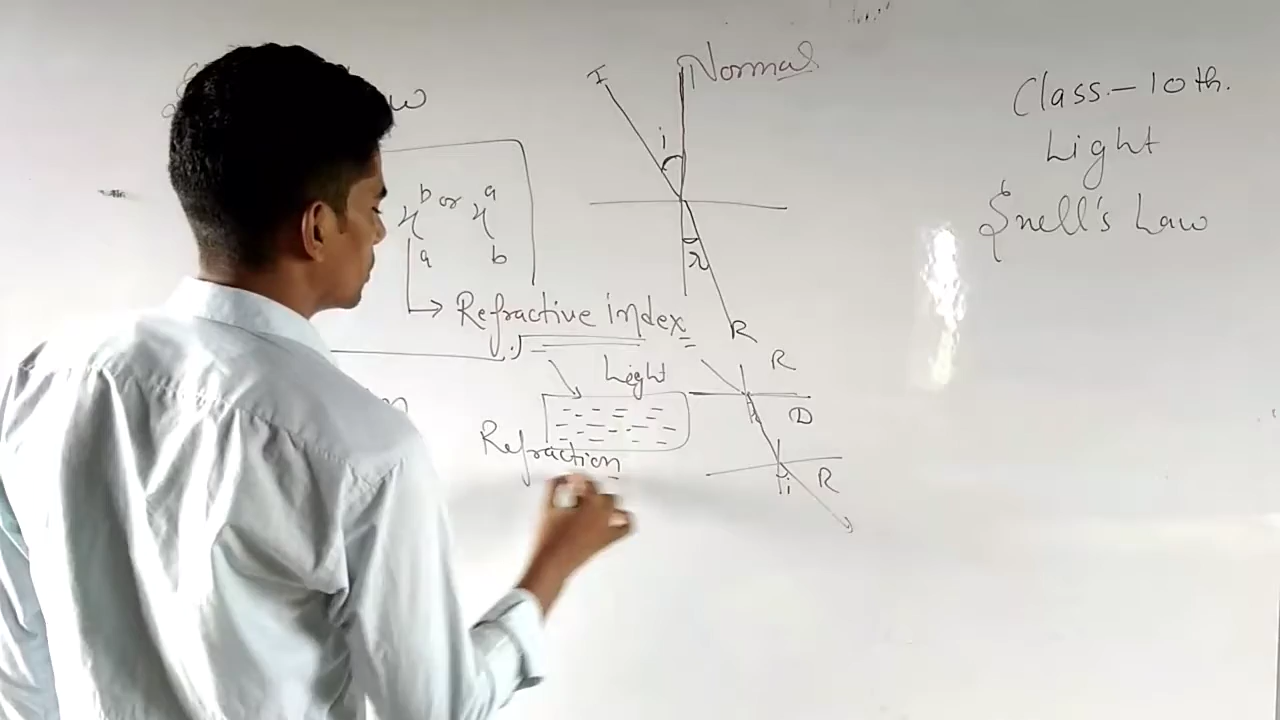 Normal
I
i
r
R
b or a
η η
a b
Refractive index
Light
R
D
Refraction
i
R
Class - 10th.
Light
Snell's Law